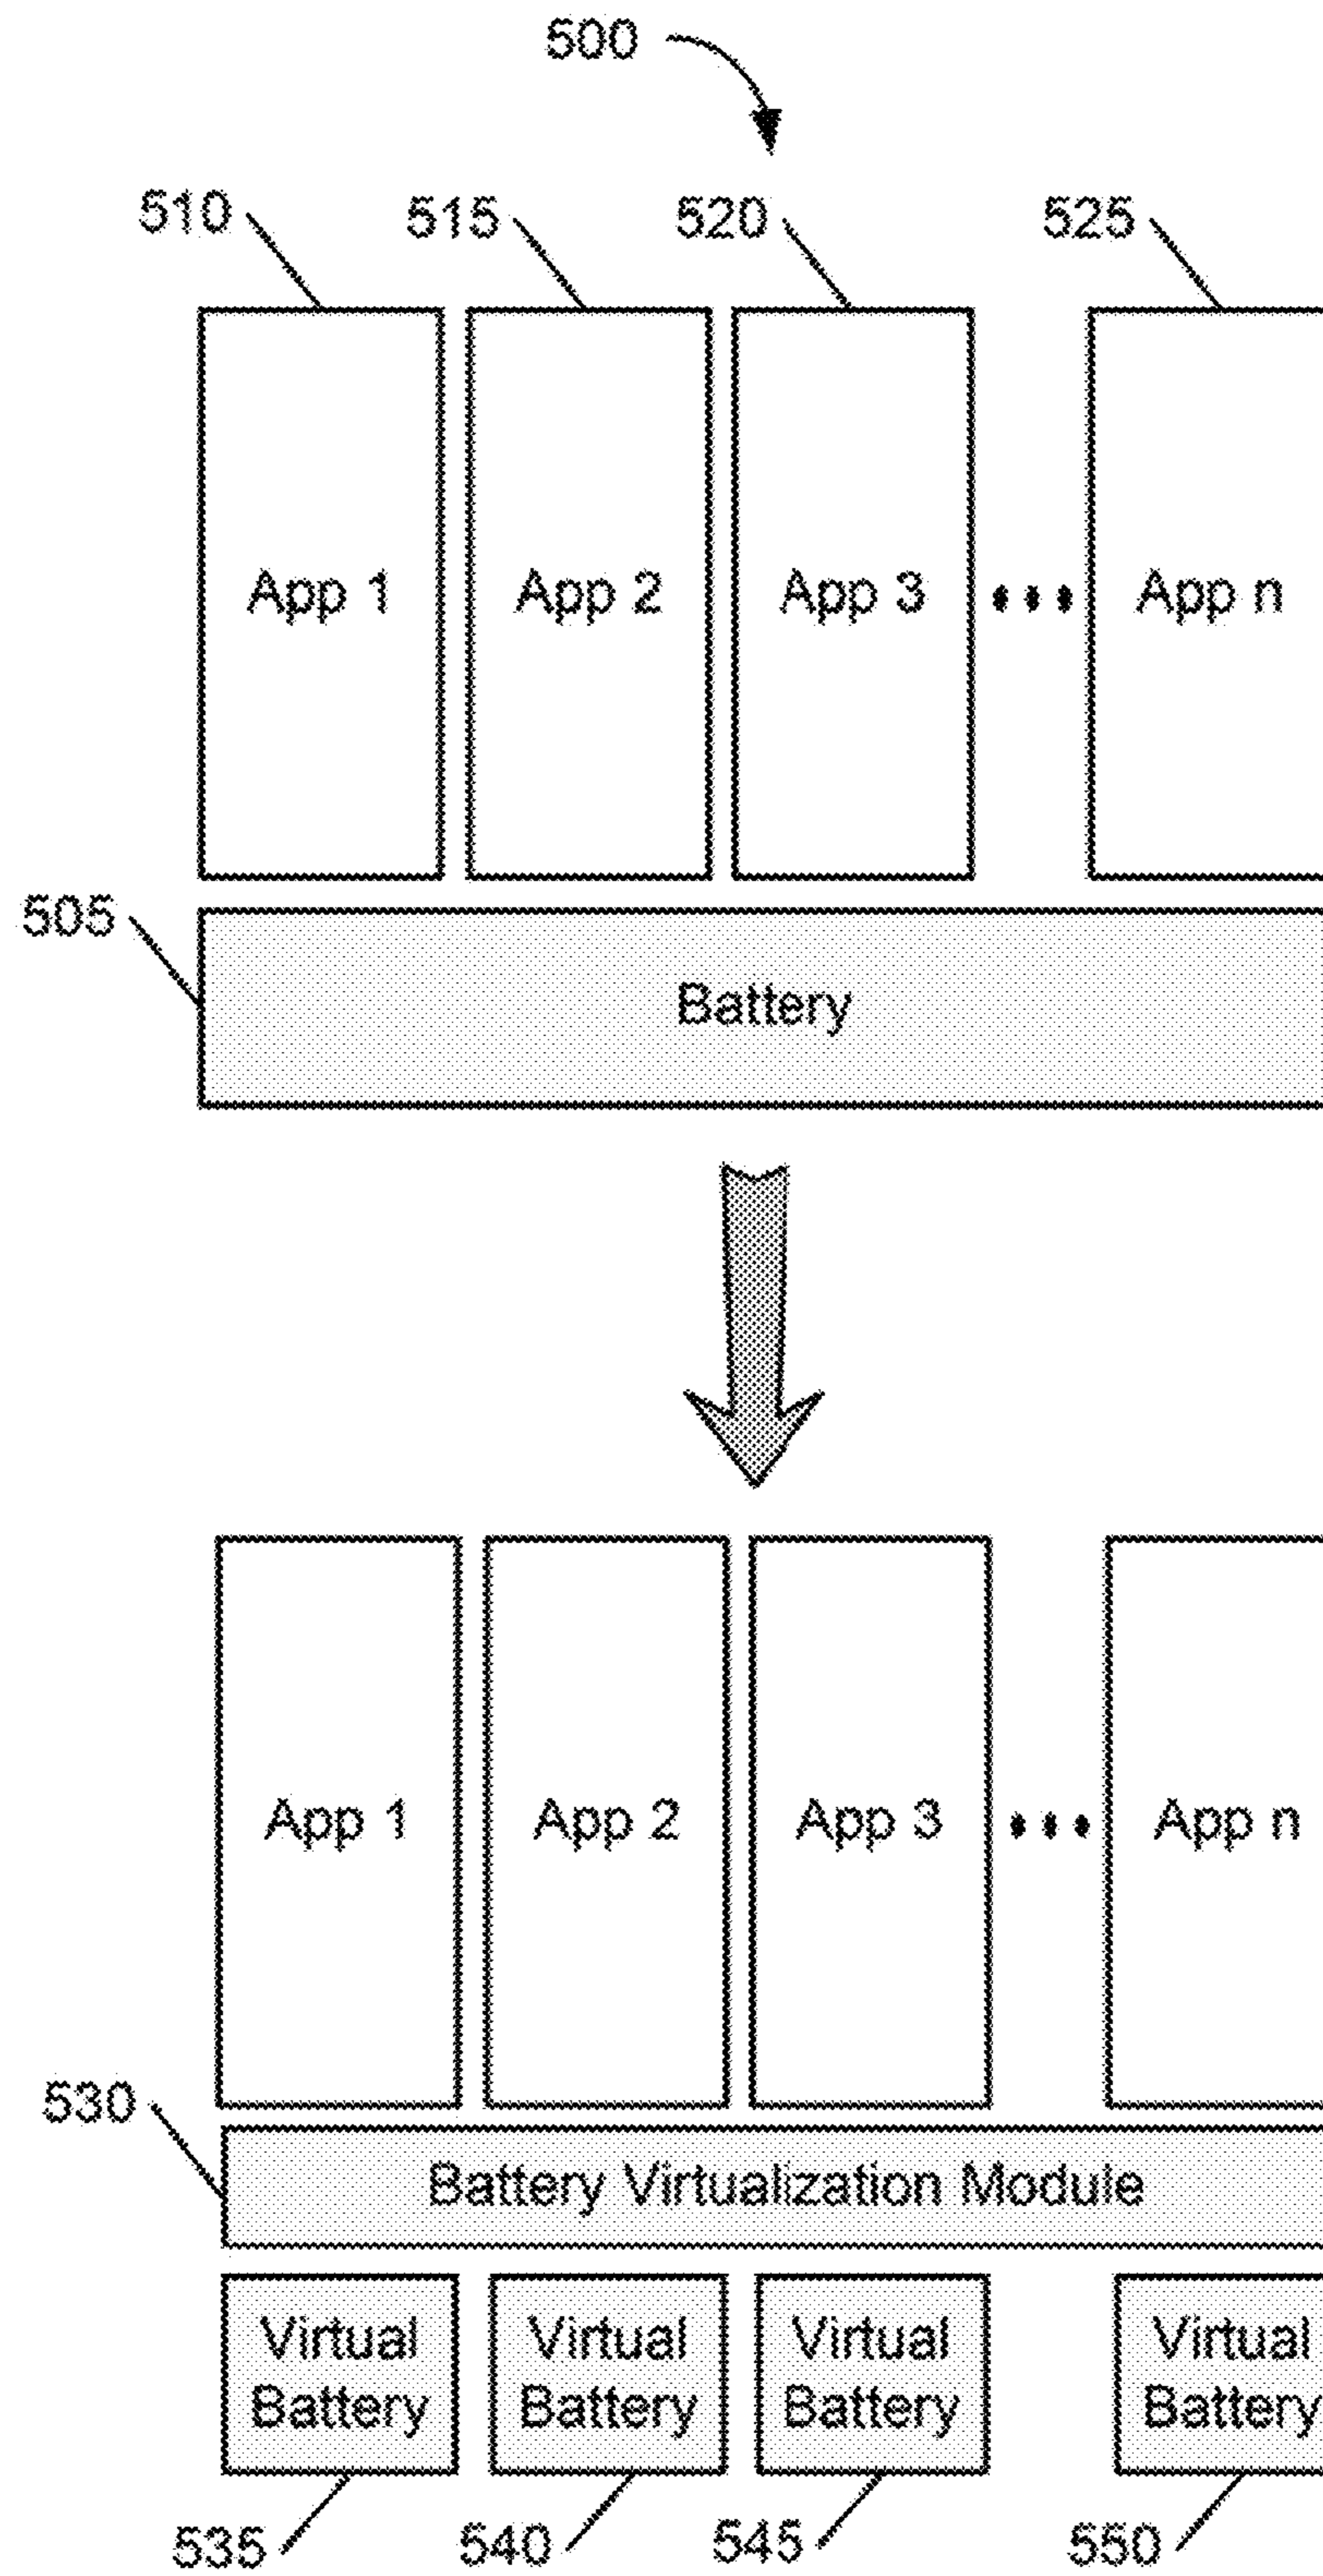 500
510 515 520 525
App 1 App 2 App 3 ••• App n
505
Battery
App 1 App 2 App 3 ••• App n
530
Battery Virtualization Module
Virtual Virtual Virtual Virtual
Battery Battery Battery Battery
535 540 545 550